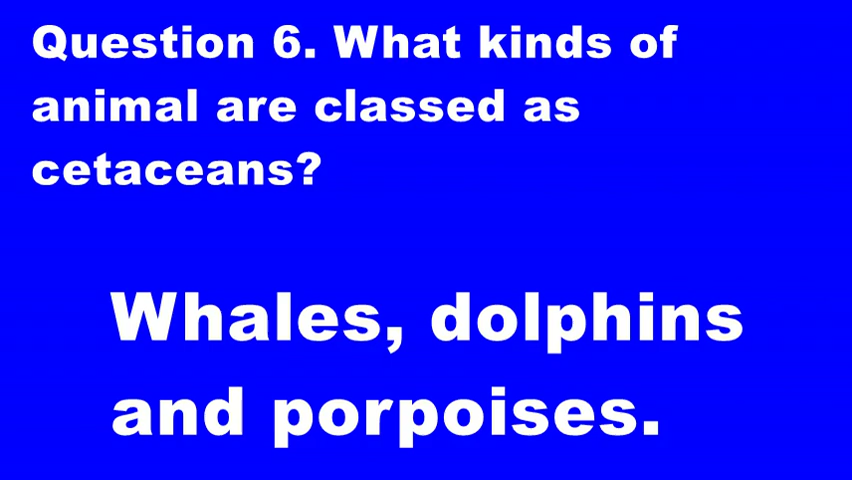 Question 6. What kinds of
animal are classed as
cetaceans?
Whales, dolphins
and porpoises.